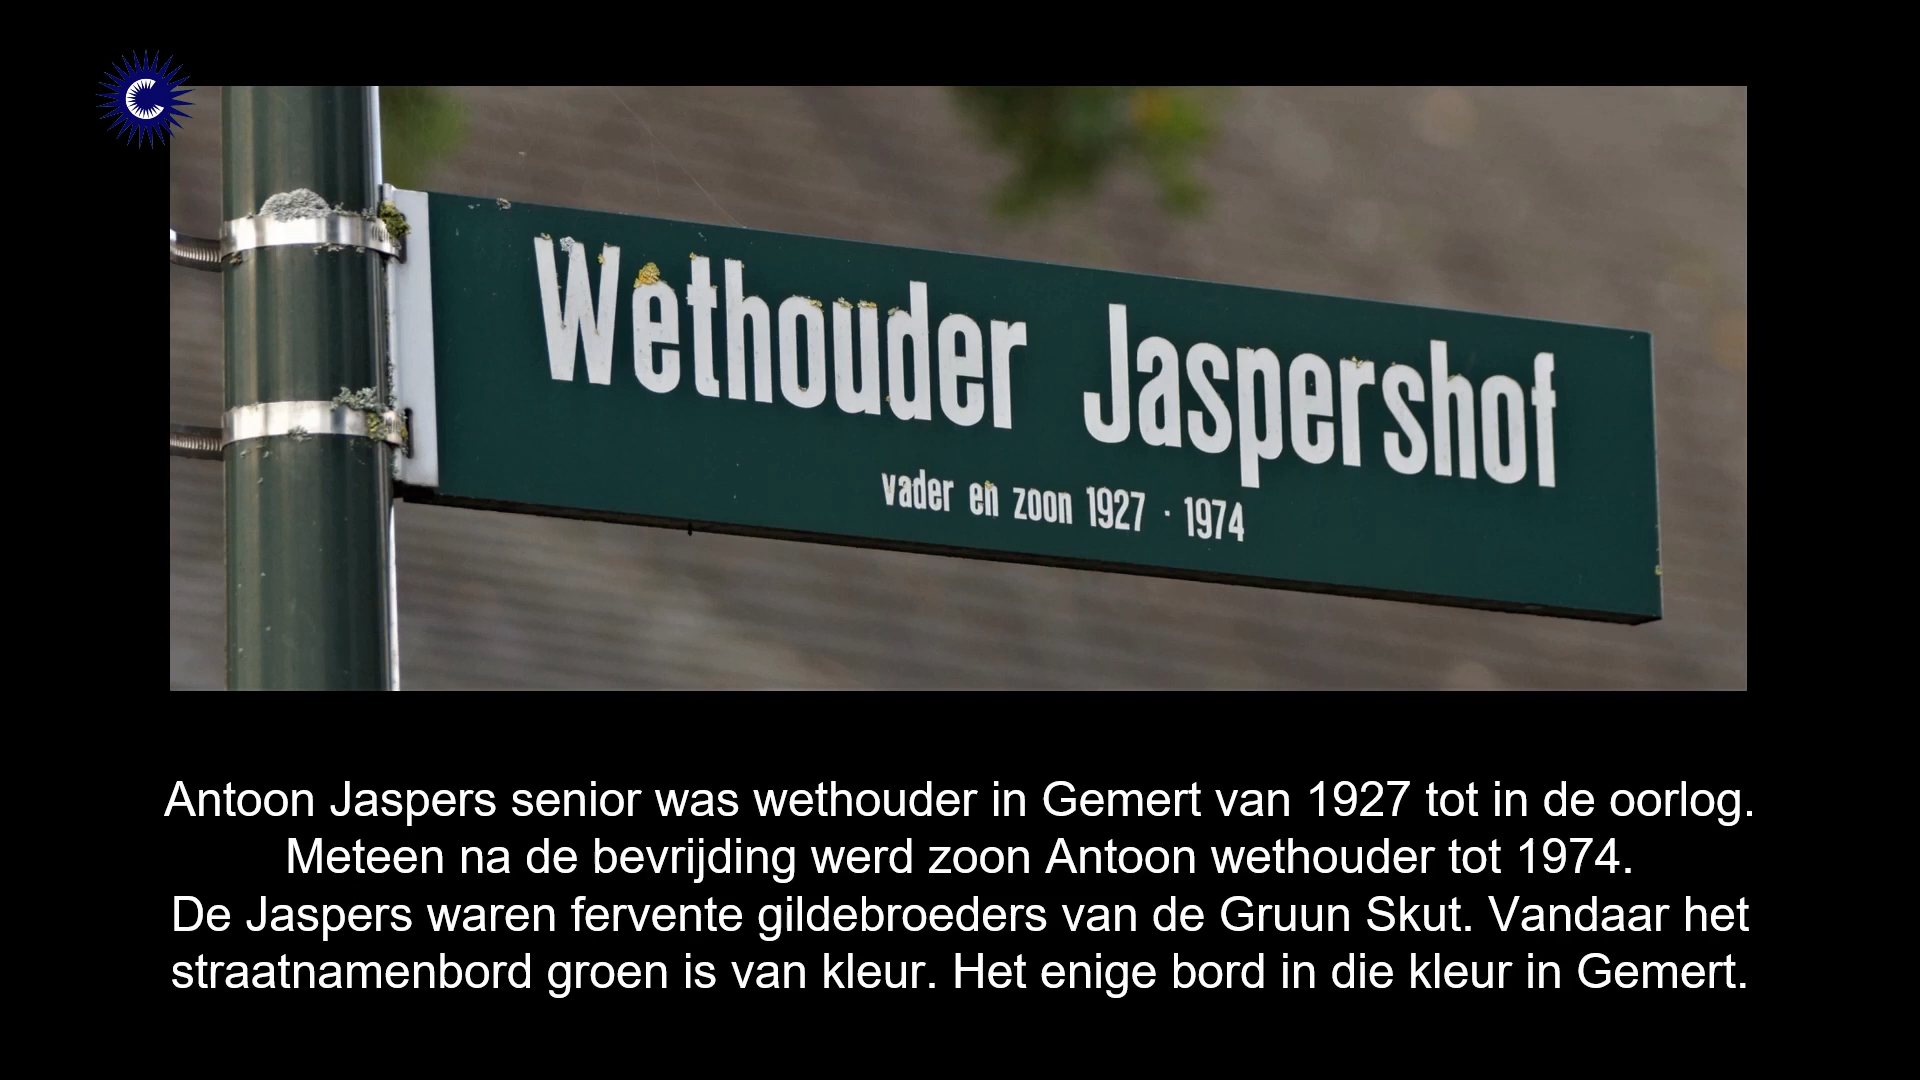 Wethouder Jaspershof
vader en zoon 1927 · 1974
Antoon Jaspers senior was wethouder in Gemert van 1927 tot in de oorlog.
Meteen na de bevrijding werd zoon Antoon wethouder tot 1974.
De Jaspers waren fervente gildebroeders van de Gruun Skut. Vandaar het
straatnamenbord groen is van kleur. Het enige bord in die kleur in Gemert.